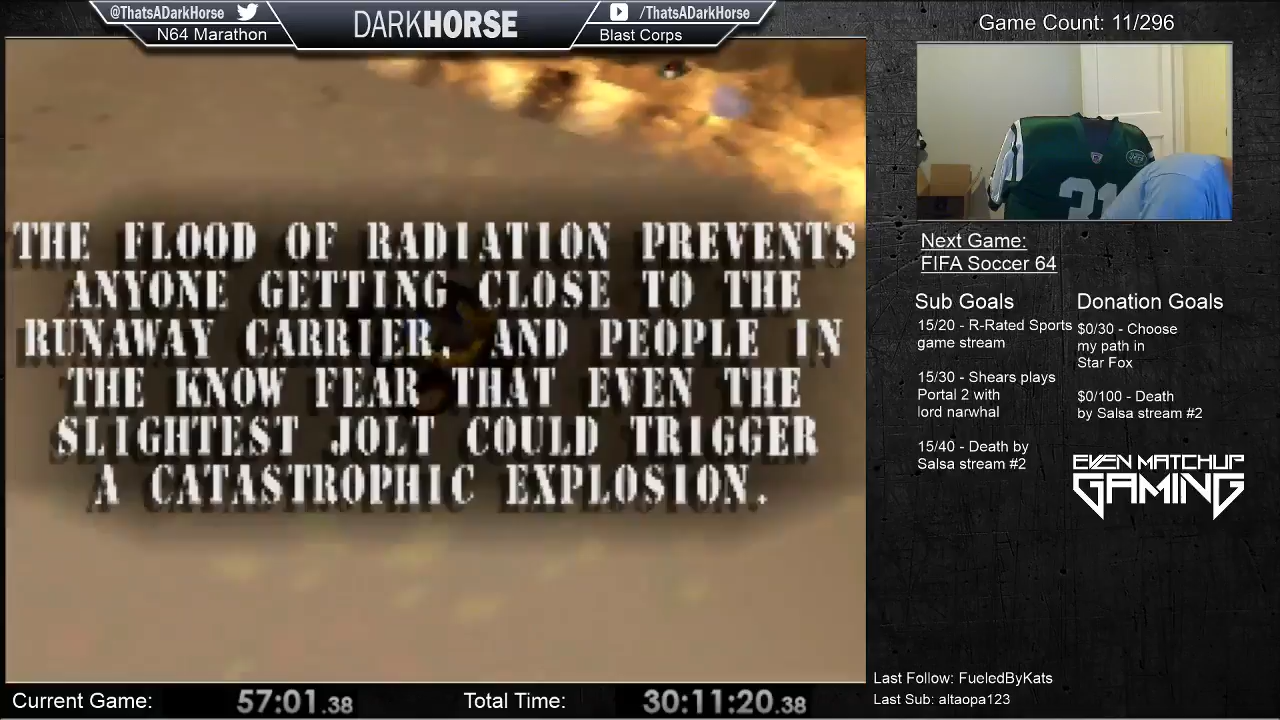 @ThatsADarkHorse
N64 Marathon
DARKHORSE
/ThatsADarkHorse
Blast Corps
Game Count: 11/296
THE FLOOD OF RADIATION PREVENTS
ANYONE GETTING CLOSE TO THE
RUNAWAY CARRIER, AND PEOPLE IN
THE KNOW FEAR THAT EVEN THE
SLIGHTEST JOLT COULD TRIGGER
A CATASTROPHIC EXPLOSION.
31
Next Game:
FIFA Soccer 64
Sub Goals
15/20 - R-Rated Sports
game stream
15/30 - Shears plays
Portal 2 with
lord narwhal
15/40 - Death by
Salsa stream #2
Donation Goals
$0/30 - Choose
my path in
Star Fox
$0/100 - Death
by Salsa stream #2
EVEN MATCHUP
GAMING
Last Follow: FueledByKats
Last Sub: altaopa123
Current Game: 57:01.38
Total Time: 30:11:20.38